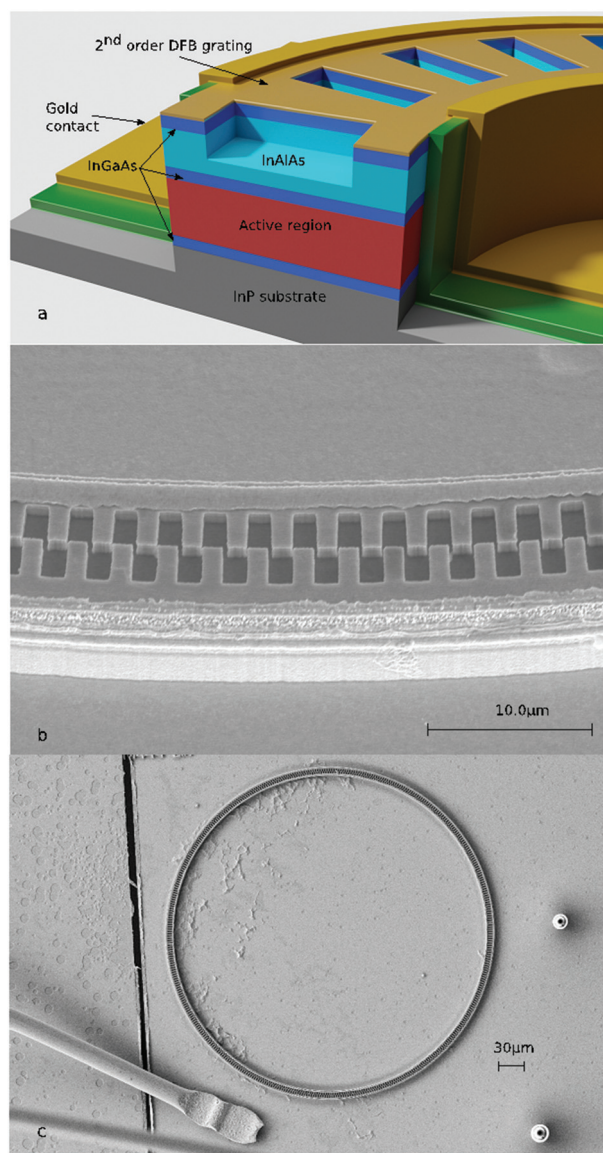 2nd order DFB grating
Gold
contact
InGaAs
InAlAs
Active region
InP substrate
a
10.0μm
b
30μm
c